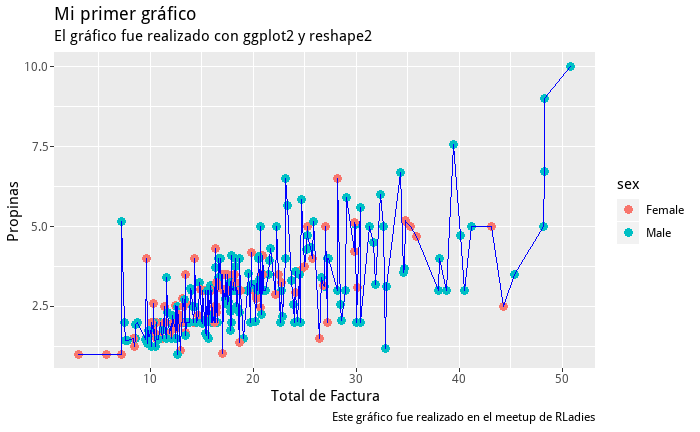 Mi primer gráfico
El gráfico fue realizado con ggplot2 y reshape2
Propinas
10.0
7.5
5.0
2.5
10
20
30
40
50
Total de Factura
sex
Female
Male
Este gráfico fue realizado en el meetup de RLadies